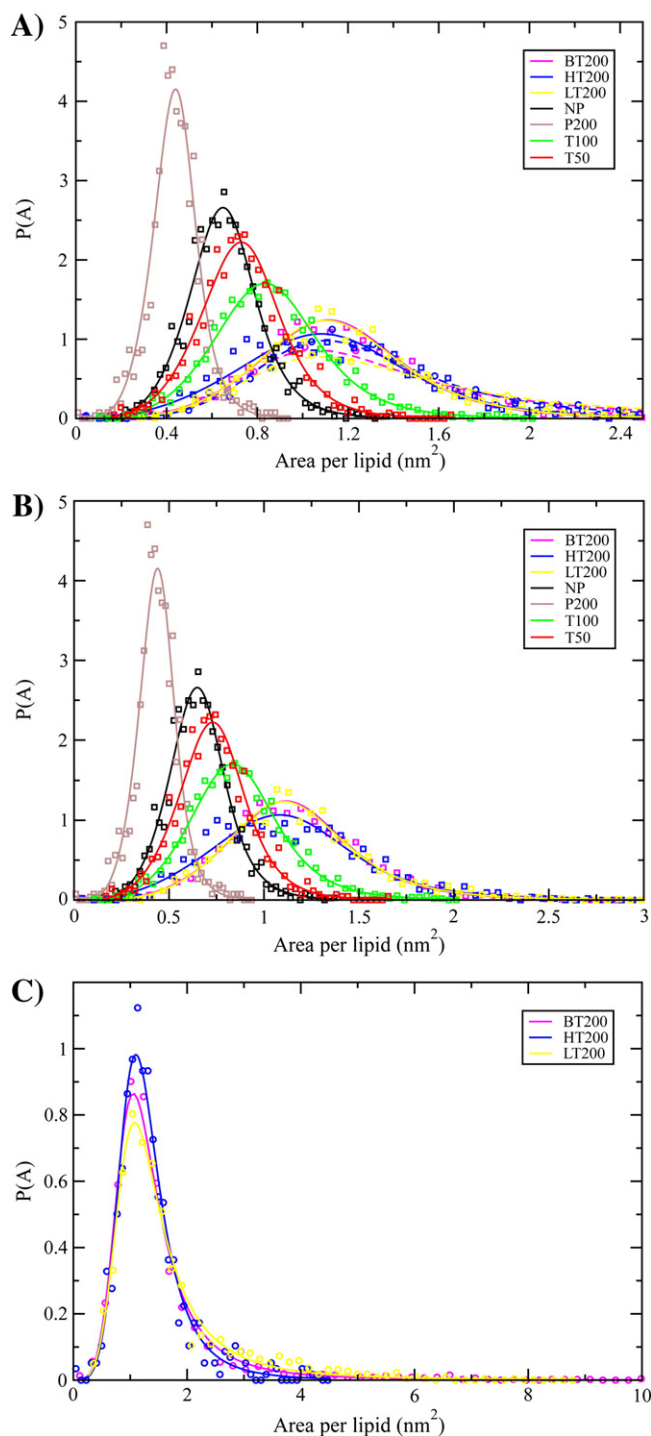 A)
5
4
3
2
1
0
P(A)
0
0.4
0.8
1.2
1.6
2
2.4
Area per lipid (nm2)
BT200
HT200
LT200
NP
P200
T100
T50
B)
5
4
3
2
1
0
P(A)
0
0.5
1
1.5
2
2.5
3
Area per lipid (nm2)
BT200
HT200
LT200
NP
P200
T100
T50
C)
1
0.8
0.6
0.4
0.2
0
P(A)
0
2
4
6
8
10
Area per lipid (nm2)
BT200
HT200
LT200